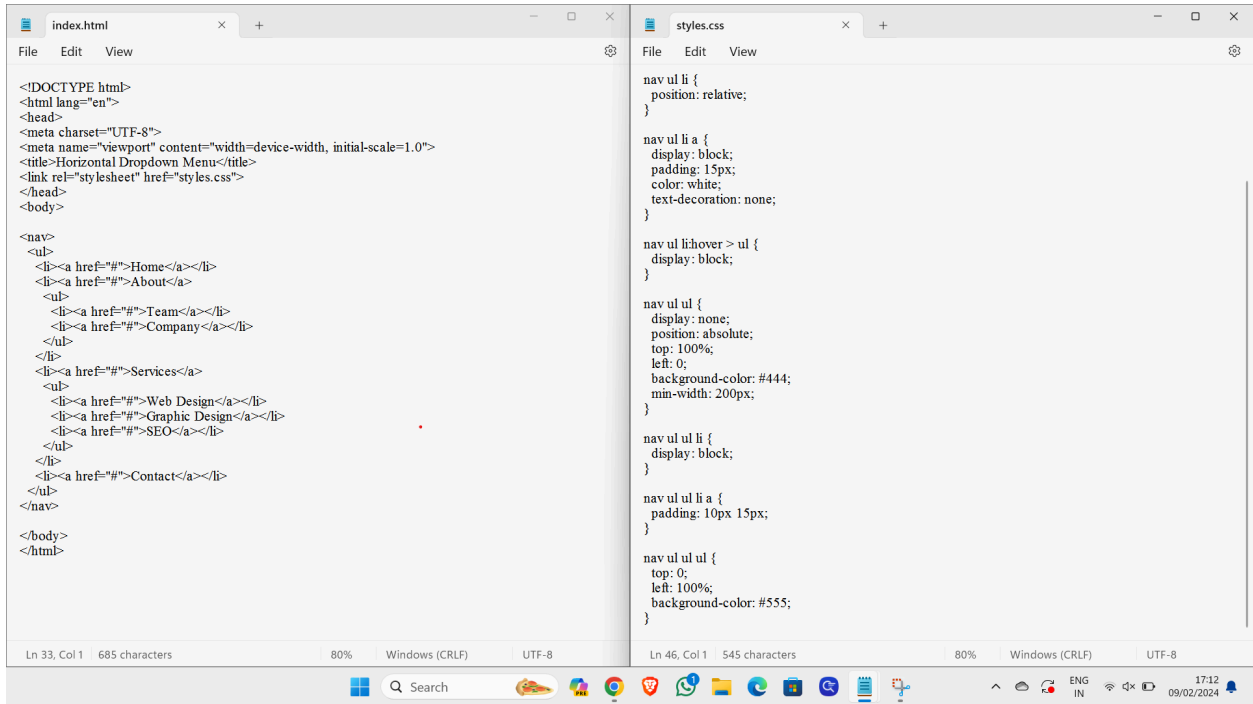 index.html
File Edit View
<!DOCTYPE html>
<html lang="en">
<head>
<meta charset="UTF-8">
<meta name="viewport" content="width=device-width, initial-scale=1.0">
<title>Horizontal Dropdown Menu</title>
<link rel="stylesheet" href="styles.css">
</head>
<body>

<nav>
  <ul>
    <li><a href="#">Home</a></li>
    <li><a href="#">About</a>
      <ul>
        <li><a href="#">Team</a></li>
        <li><a href="#">Company</a></li>
      </ul>
    </li>
    <li><a href="#">Services</a>
      <ul>
        <li><a href="#">Web Design</a></li>
        <li><a href="#">Graphic Design</a></li>
        <li><a href="#">SEO</a></li>
      </ul>
    </li>
    <li><a href="#">Contact</a></li>
  </ul>
</nav>

</body>
</html>
Ln 33, Col 1 685 characters 80% Windows (CRLF) UTF-8
styles.css
File Edit View
nav ul li {
  position: relative;
}

nav ul li a {
  display: block;
  padding: 15px;
  color: white;
  text-decoration: none;
}

nav ul li:hover > ul {
  display: block;
}

nav ul ul {
  display: none;
  position: absolute;
  top: 100%;
  left: 0;
  background-color: #444;
  min-width: 200px;
}

nav ul ul li {
  display: block;
}

nav ul ul li a {
  padding: 10px 15px;
}

nav ul ul ul {
  top: 0;
  left: 100%;
  background-color: #555;
}
Ln 46, Col 1 545 characters 80% Windows (CRLF) UTF-8
Search
PRE
1
ENG
IN
17:12
09/02/2024